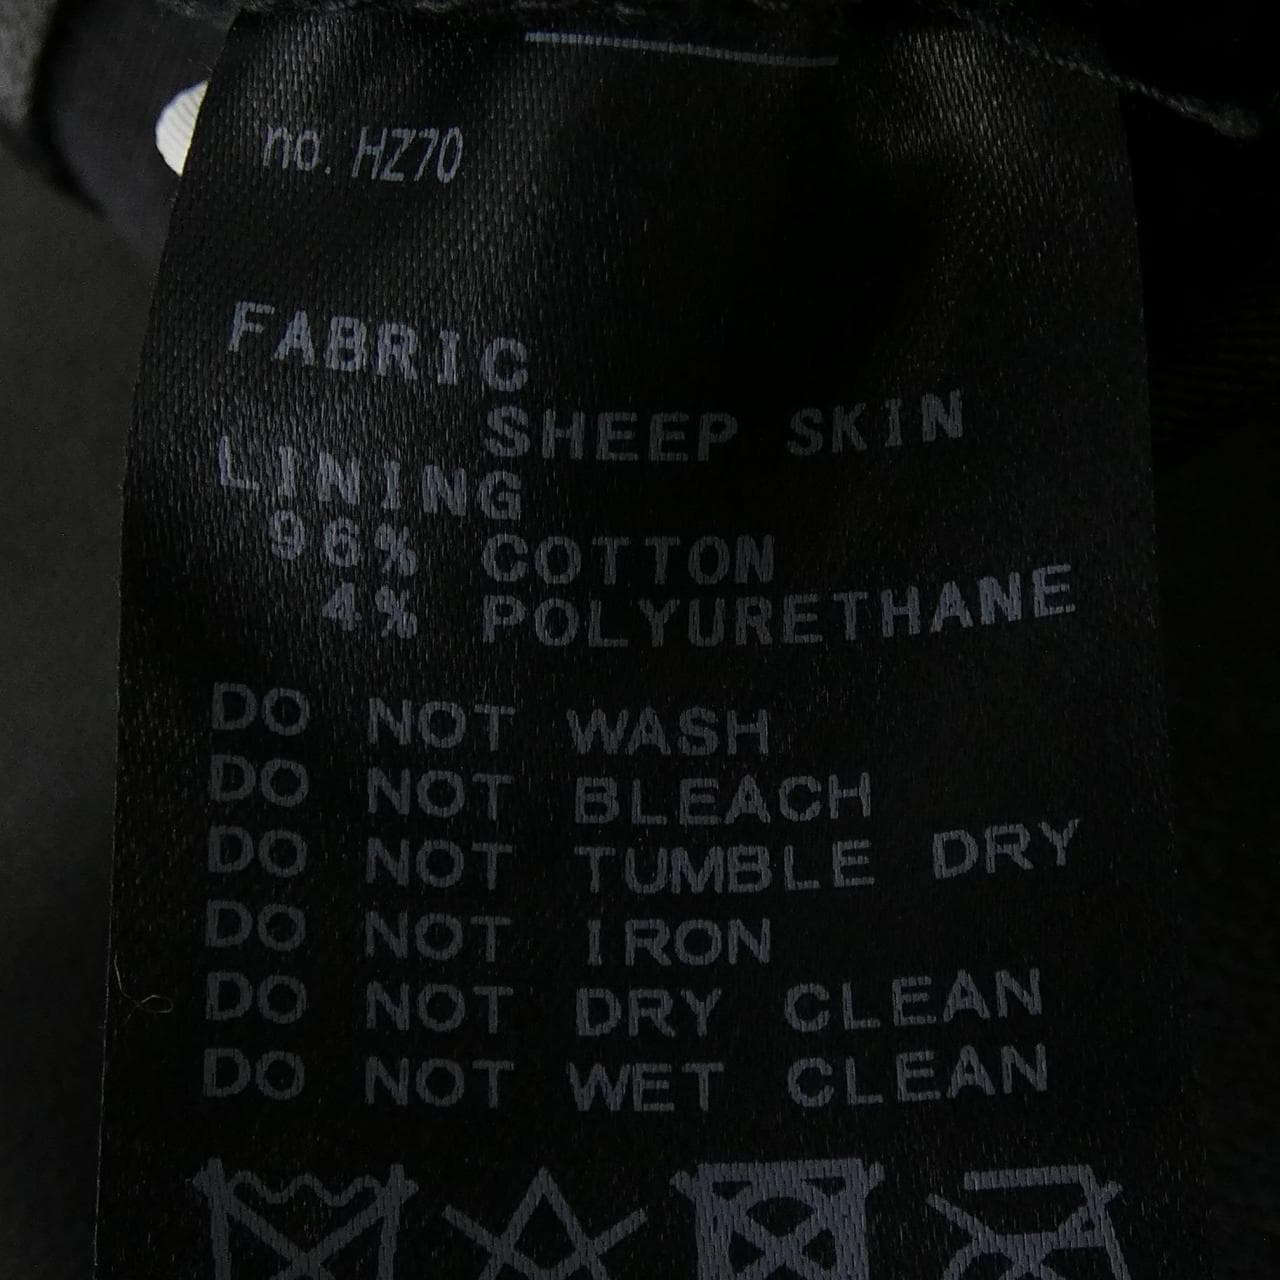 no. HZ70
FABRIC
SHEEP SKIN
LINING
96% COTTON
4% POLYURETHANE
DO NOT WASH
DO NOT BLEACH
DO NOT TUMBLE DRY
DO NOT IRON
DO NOT DRY CLEAN
DO NOT WET CLEAN